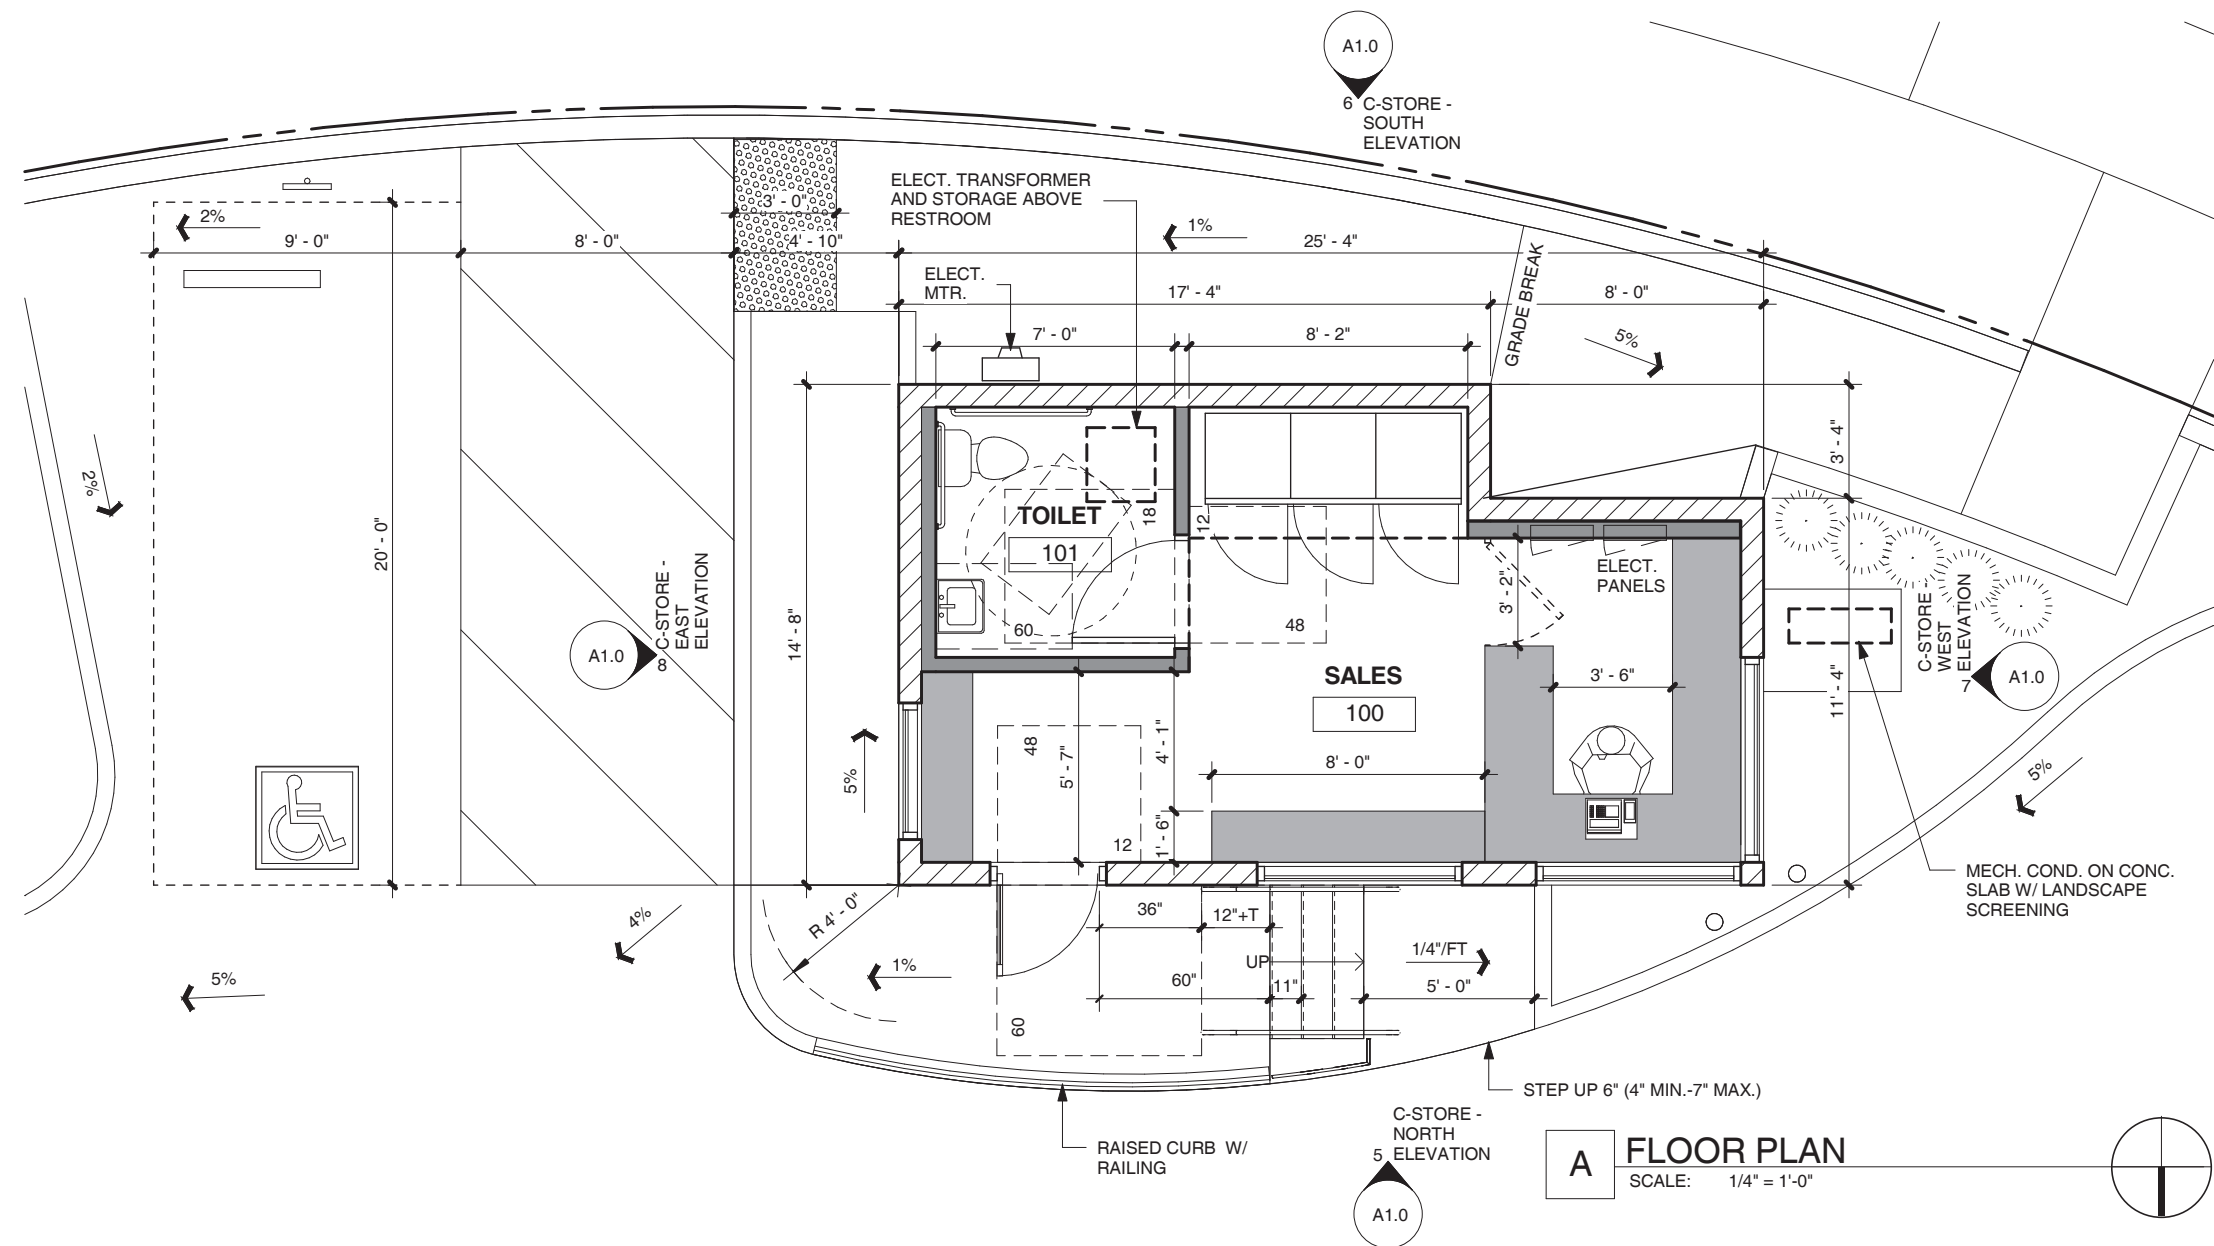 A1.0
6 C-STORE -
SOUTH
ELEVATION
ELECT. TRANSFORMER
AND STORAGE ABOVE
RESTROOM
3' - 0"
2%
1%
9' - 0"
8' - 0"
4' - 10"
25' - 4"
ELECT.
MTR.
17' - 4"
8' - 0"
GRADE BREAK
7' - 0"
8' - 2"
5%
2%
20' - 0"
3' - 4"
TOILET
101
18
12
60
48
3' - 2"
ELECT.
PANELS
C-STORE -
EAST
ELEVATION
8
A1.0
14' - 8"
C-STORE -
WEST
ELEVATION
7
A1.0
SALES
100
3' - 6"
11' - 4"
48
5' - 7"
4' - 1"
8' - 0"
5%
5%
1' - 6"
12
MECH. COND. ON CONC.
SLAB W/ LANDSCAPE
SCREENING
4%
R 4' - 0"
36"
12"+T
UP
1/4"/FT
5%
1%
60"
11"
5' - 0"
60
STEP UP 6" (4" MIN.-7" MAX.)
RAISED CURB W/
RAILING
C-STORE -
NORTH
5 ELEVATION
A1.0
A
FLOOR PLAN
SCALE: 1/4" = 1'-0"